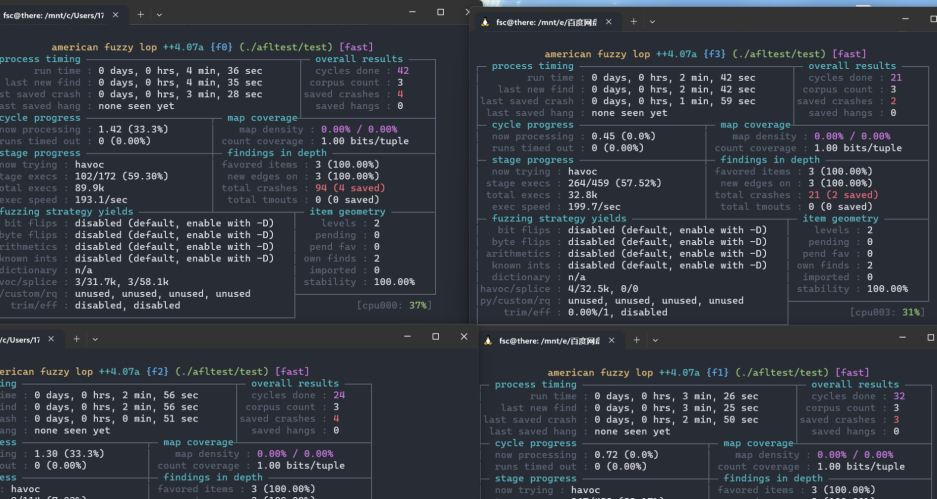 fsc@there: /mnt/c/Users/17
american fuzzy lop ++4.07a {f0} (./afltest/test) [fast]
process timing overall results
run time : 0 days, 0 hrs, 4 min, 36 sec cycles done : 42
last new find : 0 days, 0 hrs, 4 min, 35 sec corpus count : 3
st saved crash : 0 days, 0 hrs, 3 min, 28 sec saved crashes : 4
ast saved hang : none seen yet saved hangs : 0
cycle progress map coverage
now processing : 1.42 (33.3%) map density : 0.00% / 0.00%
runs timed out : 0 (0.00%) count coverage : 1.00 bits/tuple
stage progress findings in depth
now trying : havoc favored items : 3 (100.00%)
stage execs : 102/172 (59.30%) new edges on : 3 (100.00%)
total execs : 89.9k total crashes : 94 (4 saved)
exec speed : 193.1/sec total tmouts : 0 (0 saved)
fuzzing strategy yields item geometry
bit flips : disabled (default, enable with -D) levels : 2
byte flips : disabled (default, enable with -D) pending : 0
rithmetics : disabled (default, enable with -D) pend fav : 0
known ints : disabled (default, enable with -D) own finds : 2
dictionary : n/a imported : 0
avoc/splice : 3/31.7k, 3/58.1k stability : 100.00%
/custom/rq : unused, unused, unused, unused
trim/eff : disabled, disabled [cpu000: 37%]
fsc@there: /mnt/e/百度网
american fuzzy lop ++4.07a {f3} (./afltest/test) [fast]
process timing overall results
run time : 0 days, 0 hrs, 2 min, 42 sec cycles done : 21
last new find : 0 days, 0 hrs, 2 min, 42 sec corpus count : 3
last saved crash : 0 days, 0 hrs, 1 min, 59 sec saved crashes : 2
last saved hang : none seen yet saved hangs : 0
cycle progress map coverage
now processing : 0.45 (0.0%) map density : 0.00% / 0.00%
runs timed out : 0 (0.00%) count coverage : 1.00 bits/tuple
stage progress findings in depth
now trying : havoc favored items : 3 (100.00%)
stage execs : 264/459 (57.52%) new edges on : 3 (100.00%)
total execs : 32.8k total crashes : 21 (2 saved)
exec speed : 199.7/sec total tmouts : 0 (0 saved)
fuzzing strategy yields item geometry
bit flips : disabled (default, enable with -D) levels : 2
byte flips : disabled (default, enable with -D) pending : 0
arithmetics : disabled (default, enable with -D) pend fav : 0
known ints : disabled (default, enable with -D) own finds : 2
dictionary : n/a imported : 0
havoc/splice : 4/32.5k, 0/0 stability : 100.00%
py/custom/rq : unused, unused, unused, unused
trim/eff : 0.00%/1, disabled [cpu003: 31%]
/c/Users/17
erican fuzzy lop ++4.07a {f2} (./afltest/test) [fast]
ing overall results
ime : 0 days, 0 hrs, 2 min, 56 sec cycles done : 24
ind : 0 days, 0 hrs, 2 min, 56 sec corpus count : 3
ash : 0 days, 0 hrs, 0 min, 51 sec saved crashes : 4
ang : none seen yet saved hangs : 0
ess map coverage
ing : 1.30 (33.3%) map density : 0.00% / 0.00%
out : 0 (0.00%) count coverage : 1.00 bits/tuple
ess findings in depth
: havoc favored items : 3 (100.00%)
fsc@there: /mnt/e/百度网
american fuzzy lop ++4.07a {f1} (./afltest/test) [fast]
process timing overall results
run time : 0 days, 0 hrs, 3 min, 26 sec cycles done : 32
last new find : 0 days, 0 hrs, 3 min, 25 sec corpus count : 3
last saved crash : 0 days, 0 hrs, 2 min, 50 sec saved crashes : 3
last saved hang : none seen yet saved hangs : 0
cycle progress map coverage
now processing : 0.72 (0.0%) map density : 0.00% / 0.00%
runs timed out : 0 (0.00%) count coverage : 1.00 bits/tuple
stage progress findings in depth
now trying : havoc favored items : 3 (100.00%)